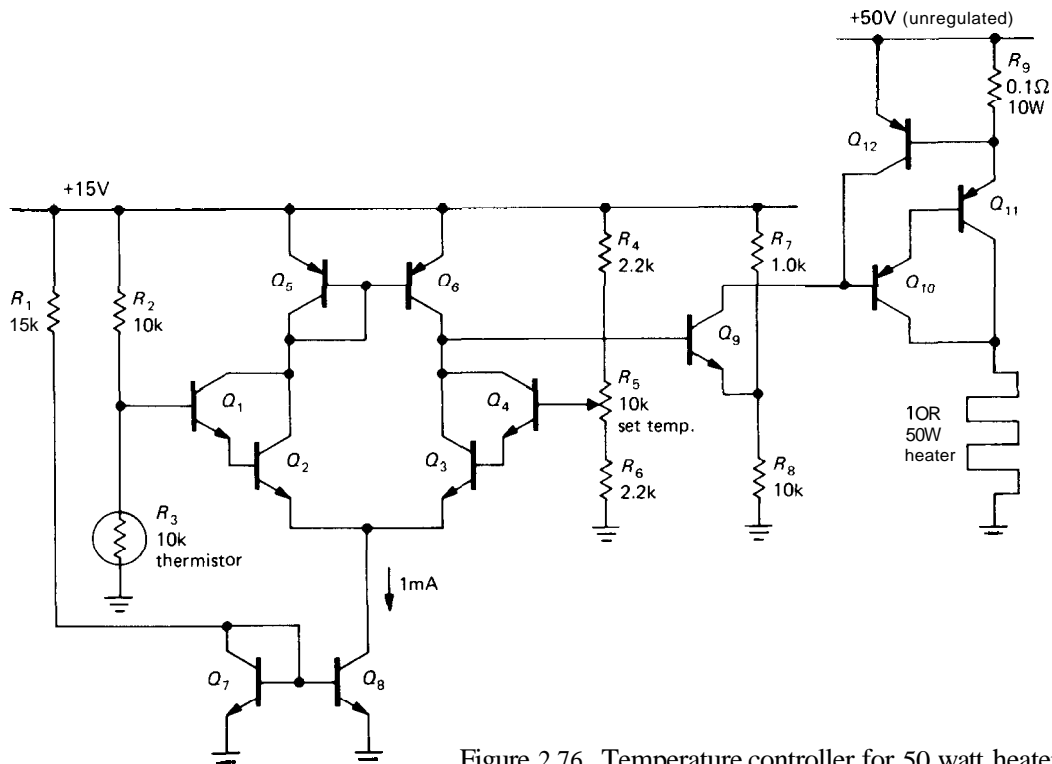 +50V (unregulated)
R9
0.1Ω
10W
Q12
Q11
+15V
R4
2.2k
R7
1.0k
Q5
Q6
Q10
R1
15k
R2
10k
Q9
Q1
Q4
R5
10k
set temp.
10R
50W
heater
Q2
Q3
R6
2.2k
R8
10k
R3
10k
thermistor
1mA
Q7
Q8
Figure 2.76 Temperature controller for 50 watt heate